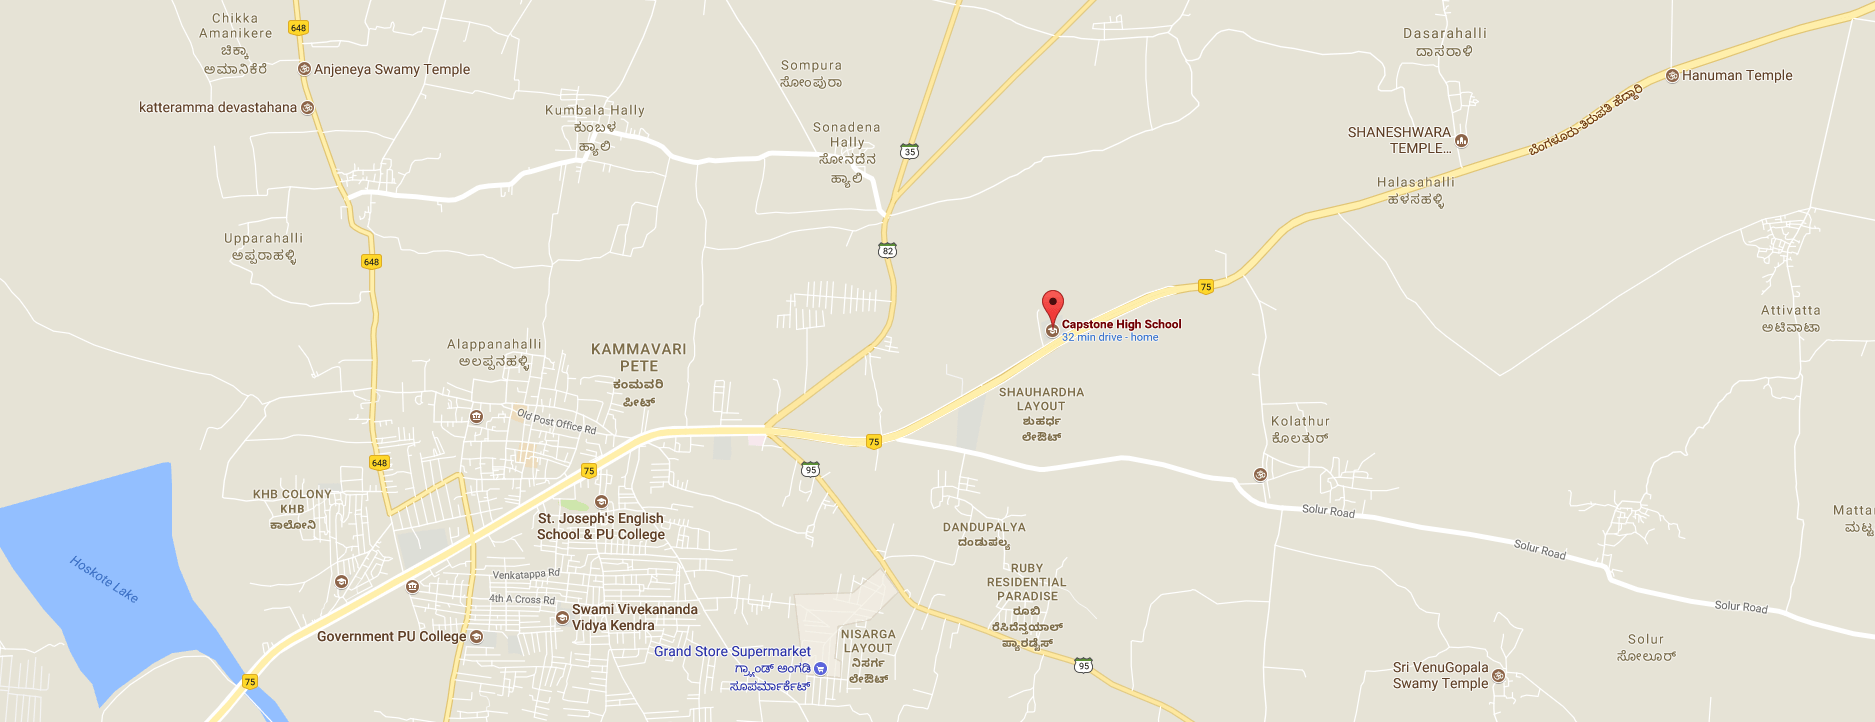 Chikka
Amanikere
ಚಿಕ್ಕಾ
ಅಮಾನಿಕೆರೆ
648
Anjeneya Swamy Temple
katteramma devastahana
Kumbala Hally
ಕುಂಬಳ
ಹ್ಯಾಲಿ
Sompura
ಸೋಂಪುರಾ
Sonadena
Hally
ಸೋನದೆನ
ಹ್ಯಾಲಿ
35
Dasarahalli
ದಾಸರಾಳಿ
Hanuman Temple
ಬೆಂಗಳೂರು-ತಿರುಪತಿ ಹೆದ್ದಾರಿ
SHANESHWARA
TEMPLE...
Halasahalli
ಹಳಸಹಳ್ಳಿ
Upparahalli
ಅಪ್ಪರಾಹಳ್ಳಿ
648
82
75
Capstone High School
32 min drive - home
Attivatta
ಅಟಿವಾಟಾ
Alappanahalli
ಅಲಪ್ಪನಹಳ್ಳಿ
KAMMAVARI
PETE
ಕಂಮವರಿ
ಪೀಟ್
Old Post Office Rd
SHAUHARDHA
LAYOUT
ಶುಹರ್ಧ
ಲೇಔಟ್
Kolathur
ಕೊಲತುರ್
75
648
75
95
KHB COLONY
KHB
ಕಾಲೋನಿ
St. Joseph's English
School & PU College
DANDUPALYA
ದಂಡುಪಲ್ಯ
Solur Road
Solur Road
Solur Road
Mattar
ಮಟ್ಟ
Hoskote Lake
Venkatappa Rd
4th A Cross Rd
Swami Vivekananda
Vidya Kendra
Government PU College
RUBY
RESIDENTIAL
PARADISE
ರೂಬಿ
ರೆಸಿದೆನ್ತಯಾಲ್
ಪ್ಯಾರಡೈಸ್
NISARGA
LAYOUT
ನಿಸರ್ಗ
ಲೇಔಟ್
Grand Store Supermarket
ಗ್ರ್ಯಾಂಡ್ ಅಂಗಡಿ
ಸೂಪರ್ಮಾರ್ಕೆಟ್
95
Solur
ಸೋಲೂರ್
Sri VenuGopala
Swamy Temple
75